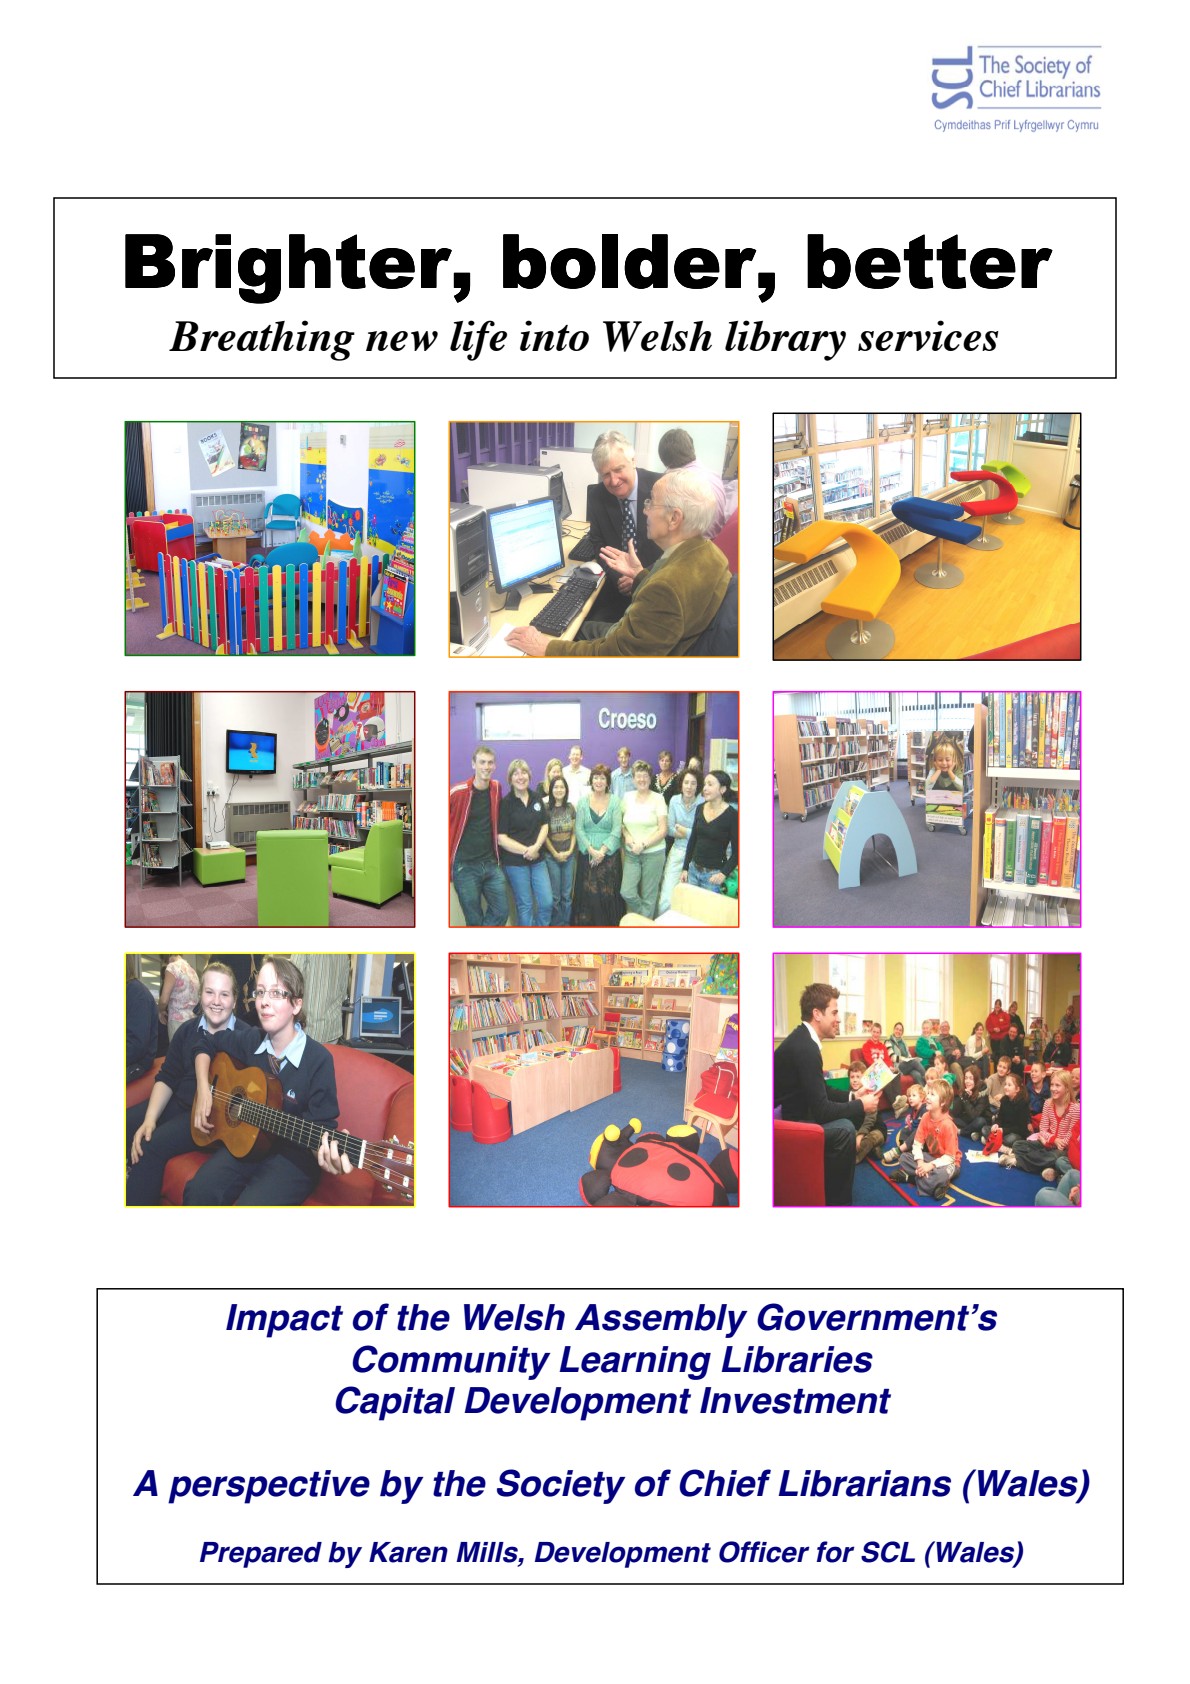 SCL
The Society of
Chief Librarians
Cymdeithas Prif Lyfrgellwyr Cymru
Brighter, bolder, better
Breathing new life into Welsh library services
BOOKS
Croeso
Impact of the Welsh Assembly Government’s
Community Learning Libraries
Capital Development Investment
A perspective by the Society of Chief Librarians (Wales)
Prepared by Karen Mills, Development Officer for SCL (Wales)